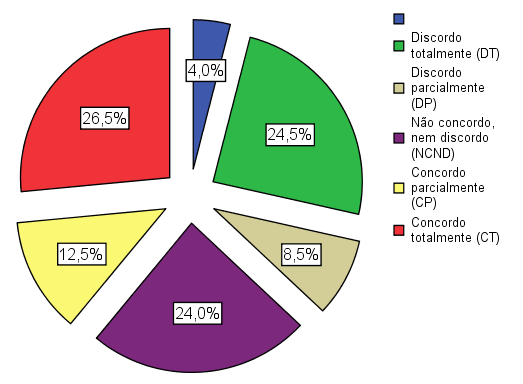 4,0%
24,5%
8,5%
24,0%
12,5%
26,5%
Discordo
totalmente (DT)
Discordo
parcialmente
(DP)
Não concordo,
nem discordo
(NCND)
Concordo
parcialmente
(CP)
Concordo
totalmente (CT)